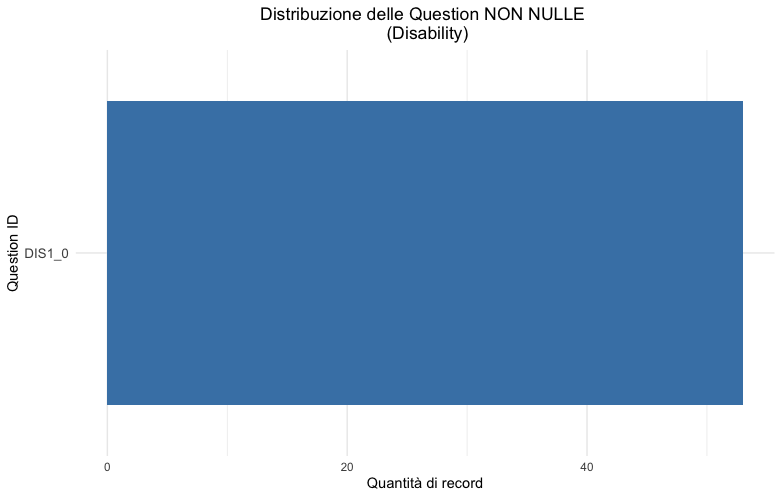 Distribuzione delle Question NON NULLE
(Disability)
Question ID
DIS1_0
0
20
40
Quantità di record